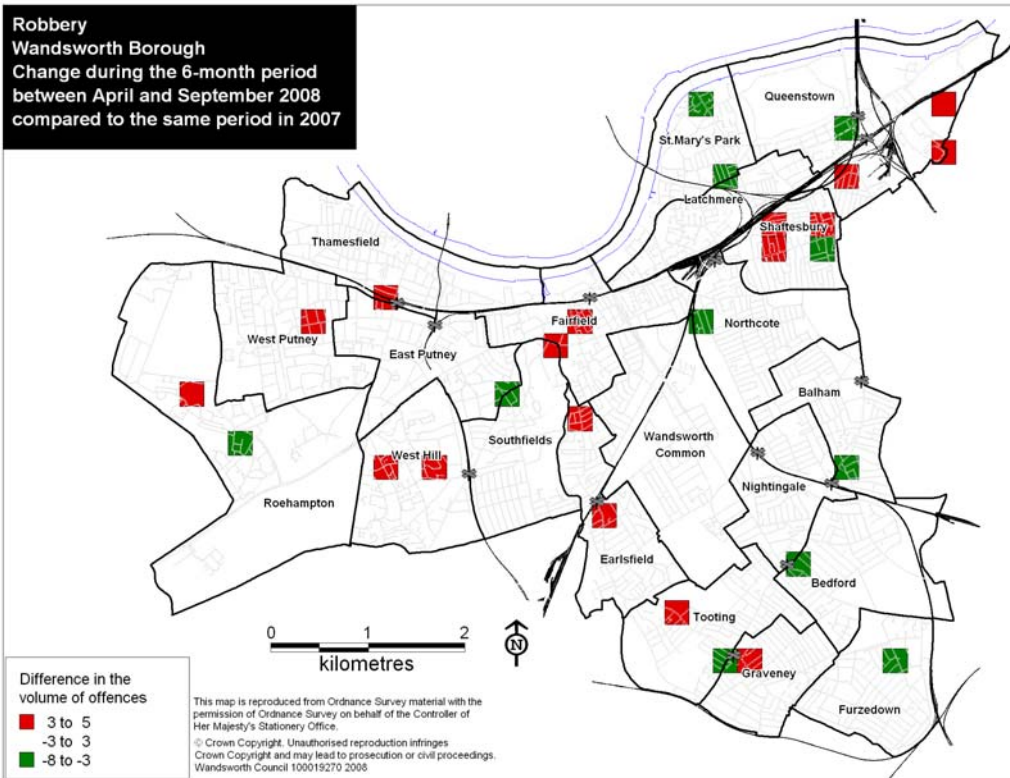 Robbery
Wandsworth Borough
Change during the 6-month period
between April and September 2008
compared to the same period in 2007
Queenstown
St.Mary's Park
Latchmere
Shaftesbury
Thamesfield
Fairfield
Northcote
West Putney
East Putney
Balham
Southfields
Wandsworth
Common
West Hill
Nightingale
Roehampton
Earlsfield
Bedford
Tooting
Graveney
Furzedown
0 1 2
kilometres
N
Difference in the
volume of offences
3 to 5
-3 to 3
-8 to -3
This map is reproduced from Ordnance Survey material with the
permission of Ordnance Survey on behalf of the Controller of
Her Majesty's Stationery Office.
© Crown Copyright. Unauthorised reproduction infringes
Crown Copyright and may lead to prosecution or civil proceedings.
Wandsworth Council 100019270 2008